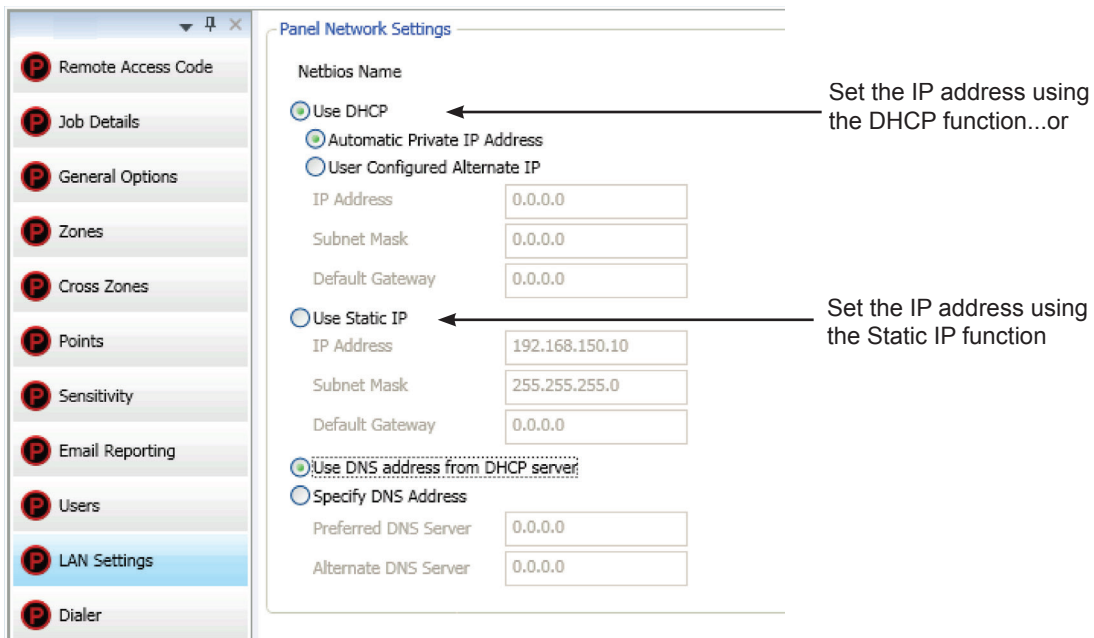 Remote Access Code
Job Details
General Options
Zones
Cross Zones
Points
Sensitivity
Email Reporting
Users
LAN Settings
Dialer
Panel Network Settings
Netbios Name
Use DHCP
Automatic Private IP Address
User Configured Alternate IP
IP Address 0.0.0.0
Subnet Mask 0.0.0.0
Default Gateway 0.0.0.0
Use Static IP
IP Address 192.168.150.10
Subnet Mask 255.255.255.0
Default Gateway 0.0.0.0
Use DNS address from DHCP server
Specify DNS Address
Preferred DNS Server 0.0.0.0
Alternate DNS Server 0.0.0.0
Set the IP address using
the DHCP function...or
Set the IP address using
the Static IP function